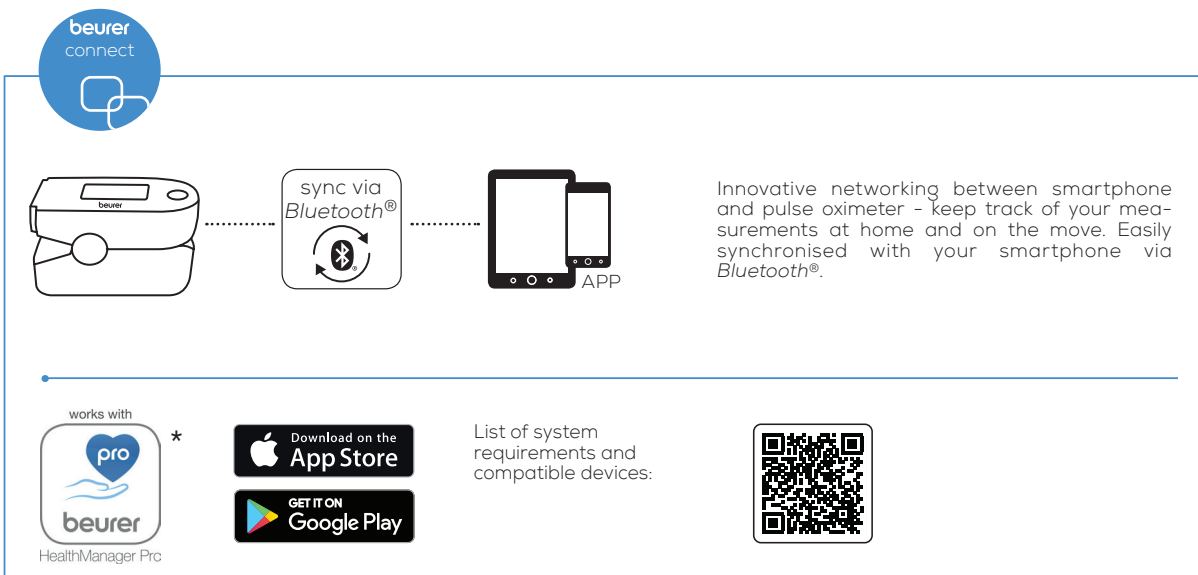 beurer
connect
beurer
sync via
Bluetooth®
®
APP
Innovative networking between smartphone
and pulse oximeter - keep track of your mea-
surements at home and on the move. Easily
synchronised with your smartphone via
Bluetooth®.
works with
*
pro
beurer
HealthManager Pro
Download on the
App Store
GET IT ON
Google Play
List of system
requirements and
compatible devices: